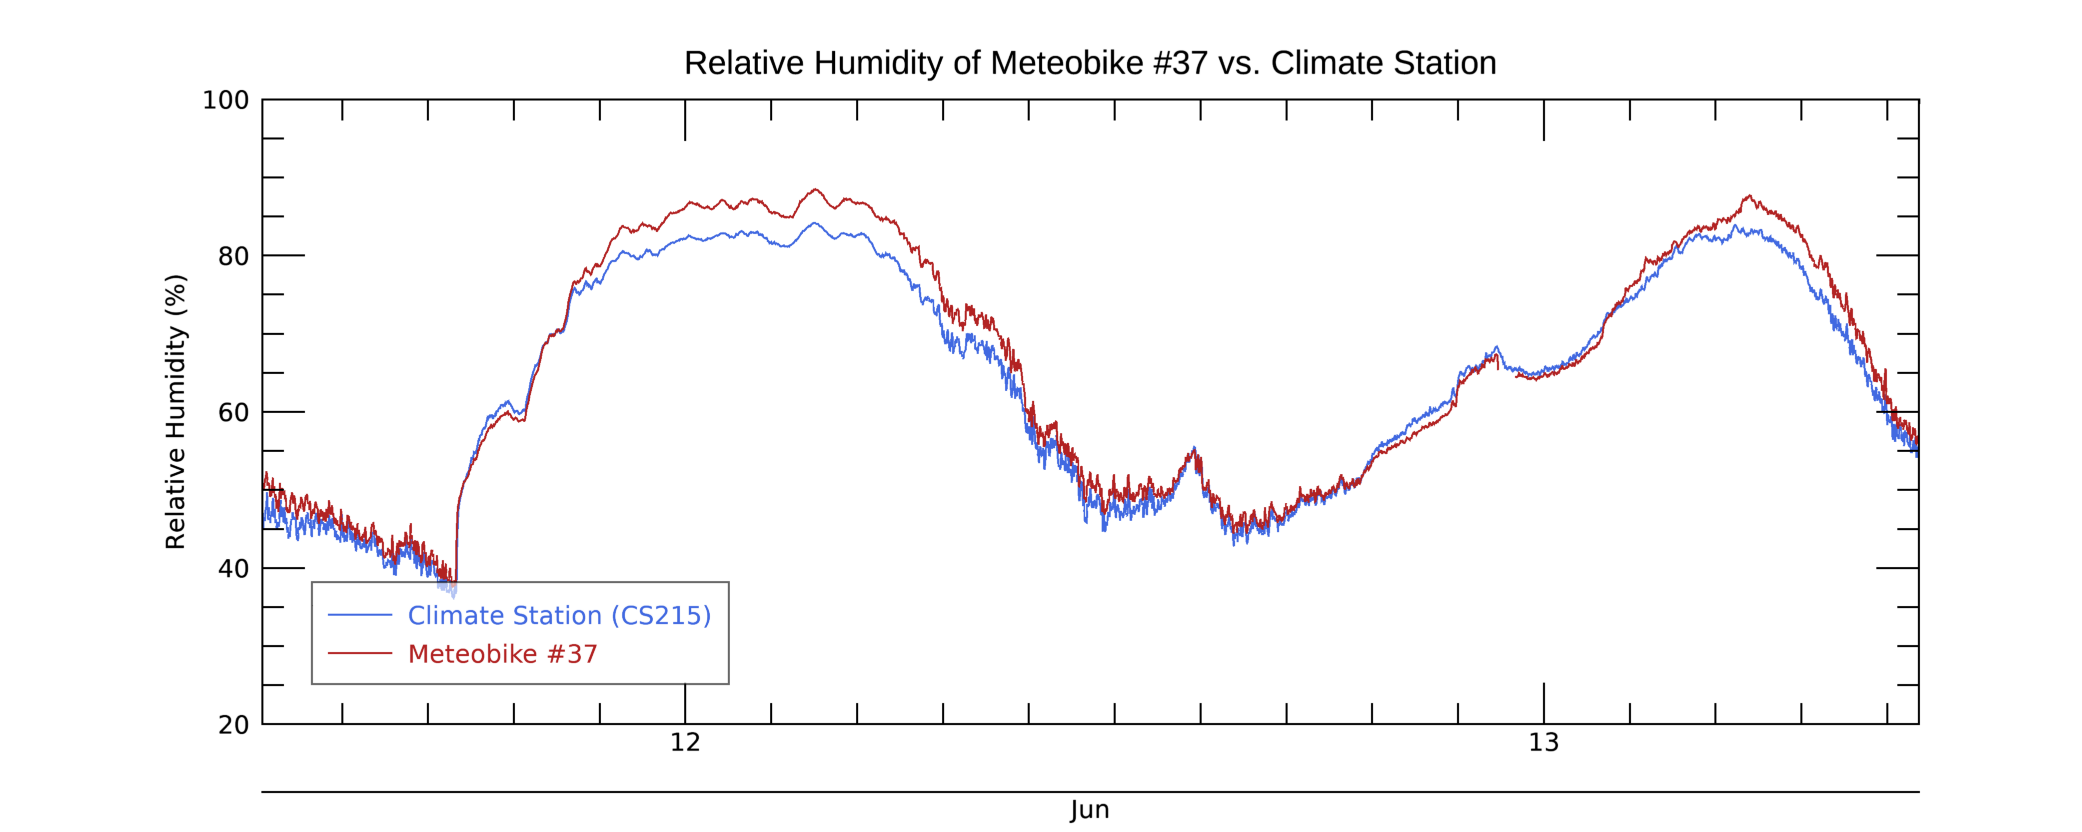 Relative Humidity of Meteobike #37 vs. Climate Station
Relative Humidity (%)
100
80
60
40
20
Climate Station (CS215)
Meteobike #37
12
13
Jun